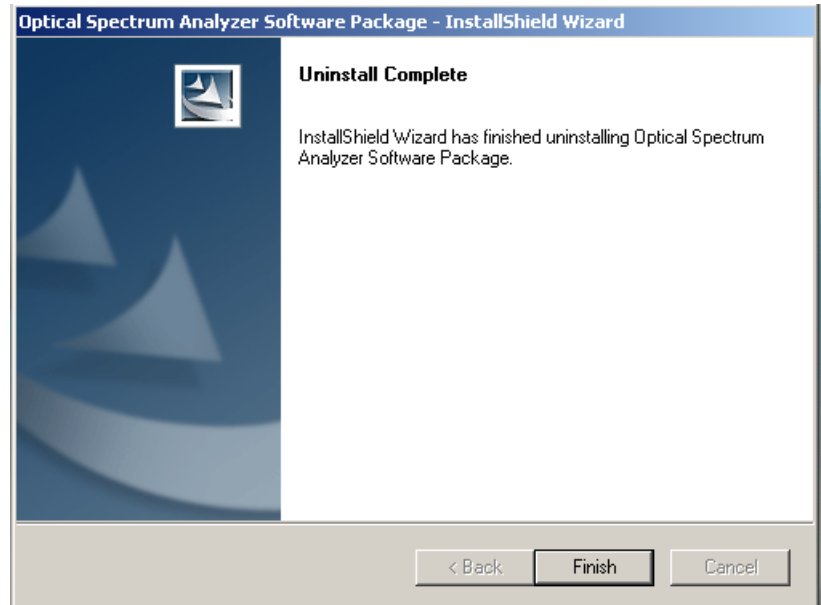 Optical Spectrum Analyzer Software Package - InstallShield Wizard
Uninstall Complete
InstallShield Wizard has finished uninstalling Optical Spectrum
Analyzer Software Package.
< Back
Finish
Cancel